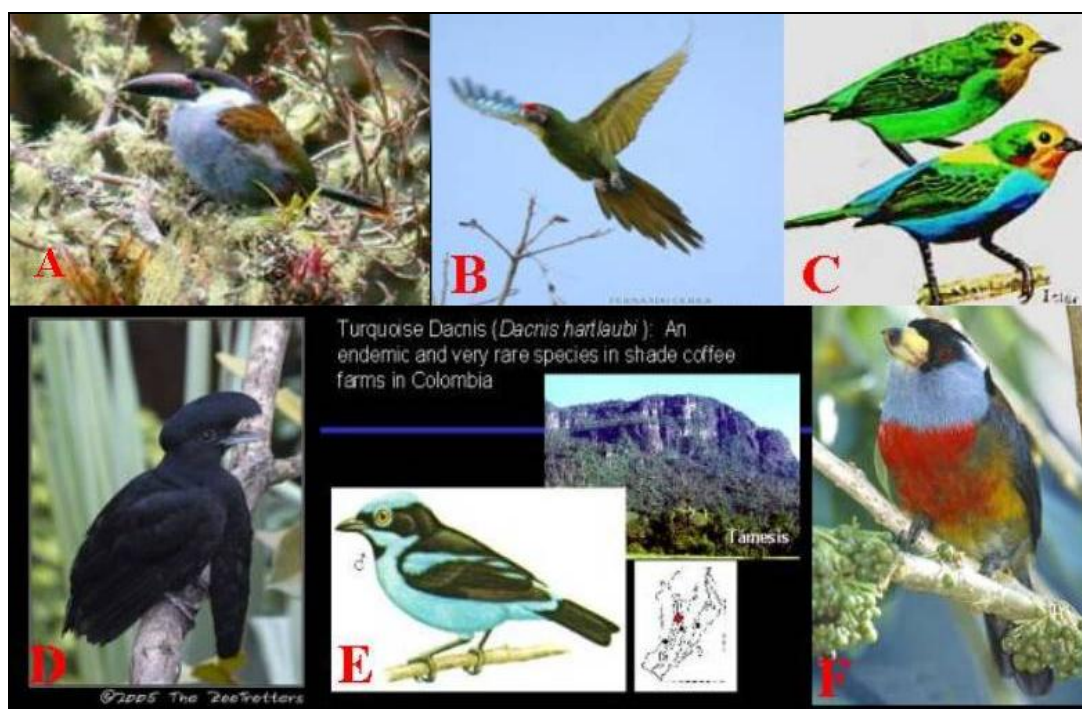 A
B
C
Turquoise Dacnis (Dacnis hartlaubi): An
endemic and very rare species in shade coffee
farms in Colombia
Tamesis
♂
D
E
F
©2005 The ZeeTrotters